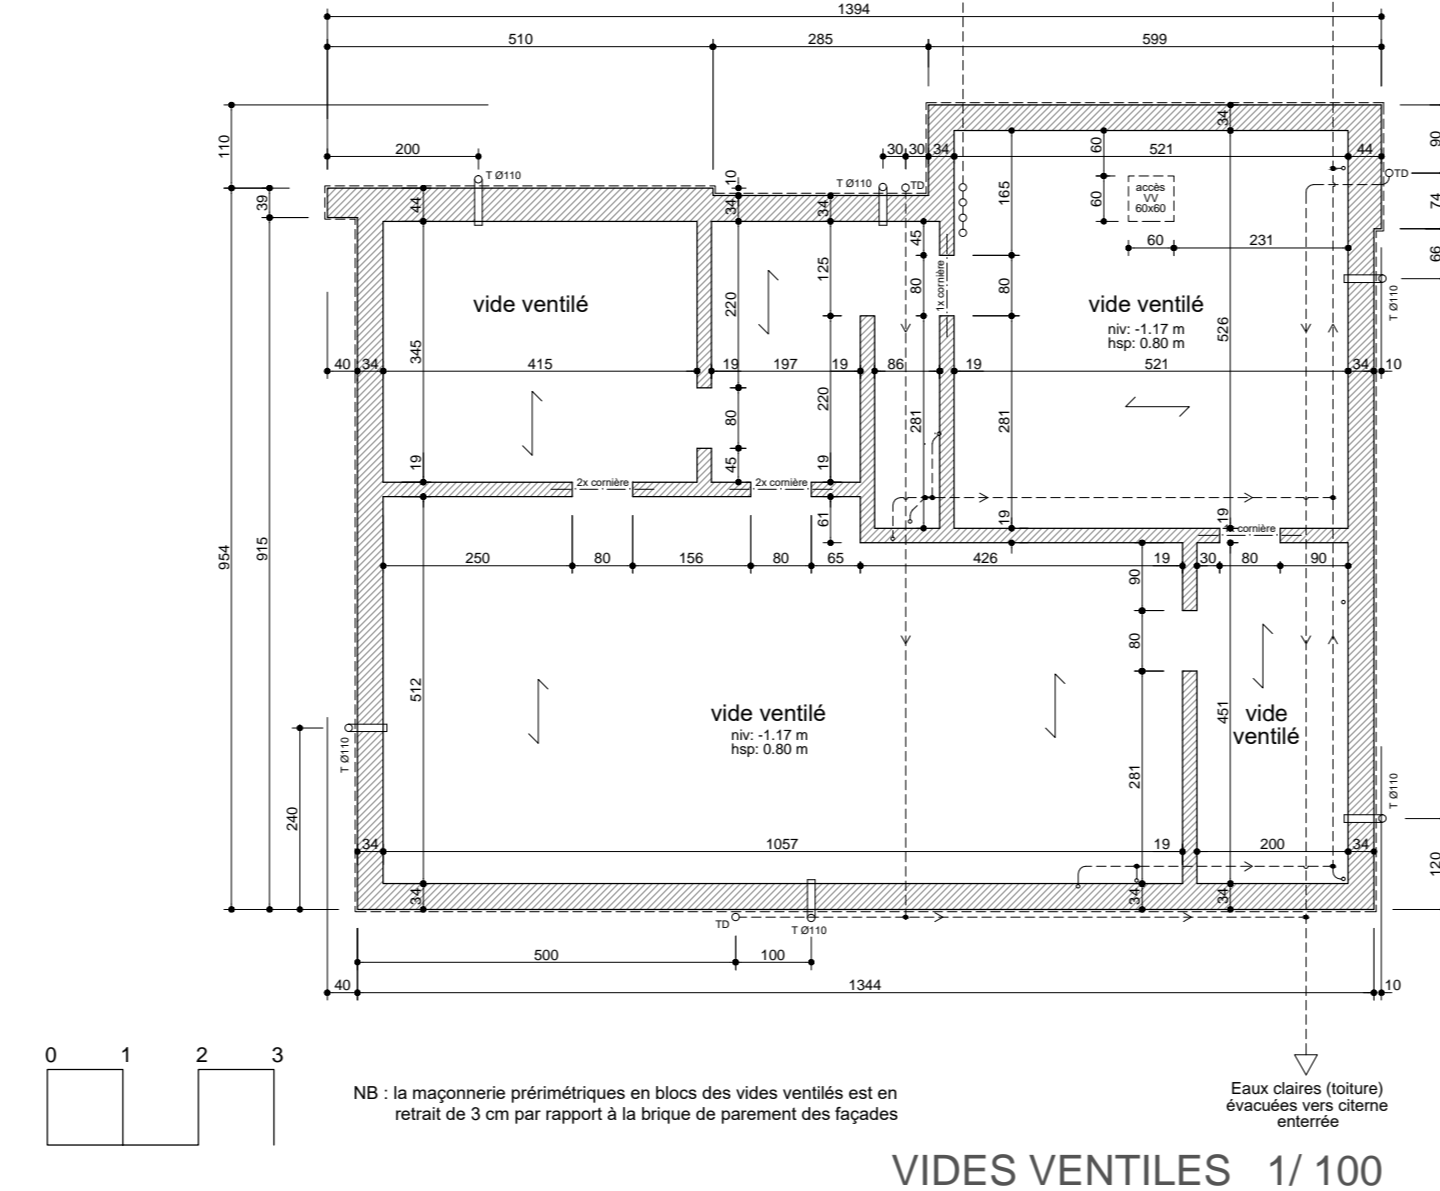 1394
510 285 599
110
200
T Ø110
30 30 34 521 44
T Ø110
TD
TD
90
39
44
10
34
34
34
165
60
60
accès
VV
60x60
74
45
60 231
66
125
220
80
1x cornière
80
T Ø110
vide ventilé
vide ventilé
niv: -1.17 m
hsp: 0.80 m
526
345
40 34 415 19 197 19 86 19 521 34 10
80
220
281
281
19
45
19
2x cornière
2x cornière
61
19
19
cornière
954
915
250 80 156 80 65 426 19 30 80 90
90
80
512
451
vide ventilé
niv: -1.17 m
hsp: 0.80 m
vide
ventilé
T Ø110
281
T Ø110
240
34 1057 19 200 34
120
34
34
34
TD
T Ø110
500 100
40 1344 10
0 1 2 3
NB : la maçonnerie prérimétriques en blocs des vides ventilés est en
retrait de 3 cm par rapport à la brique de parement des façades
Eaux claires (toiture)
évacuées vers citerne
enterrée
VIDES VENTILES 1/ 100